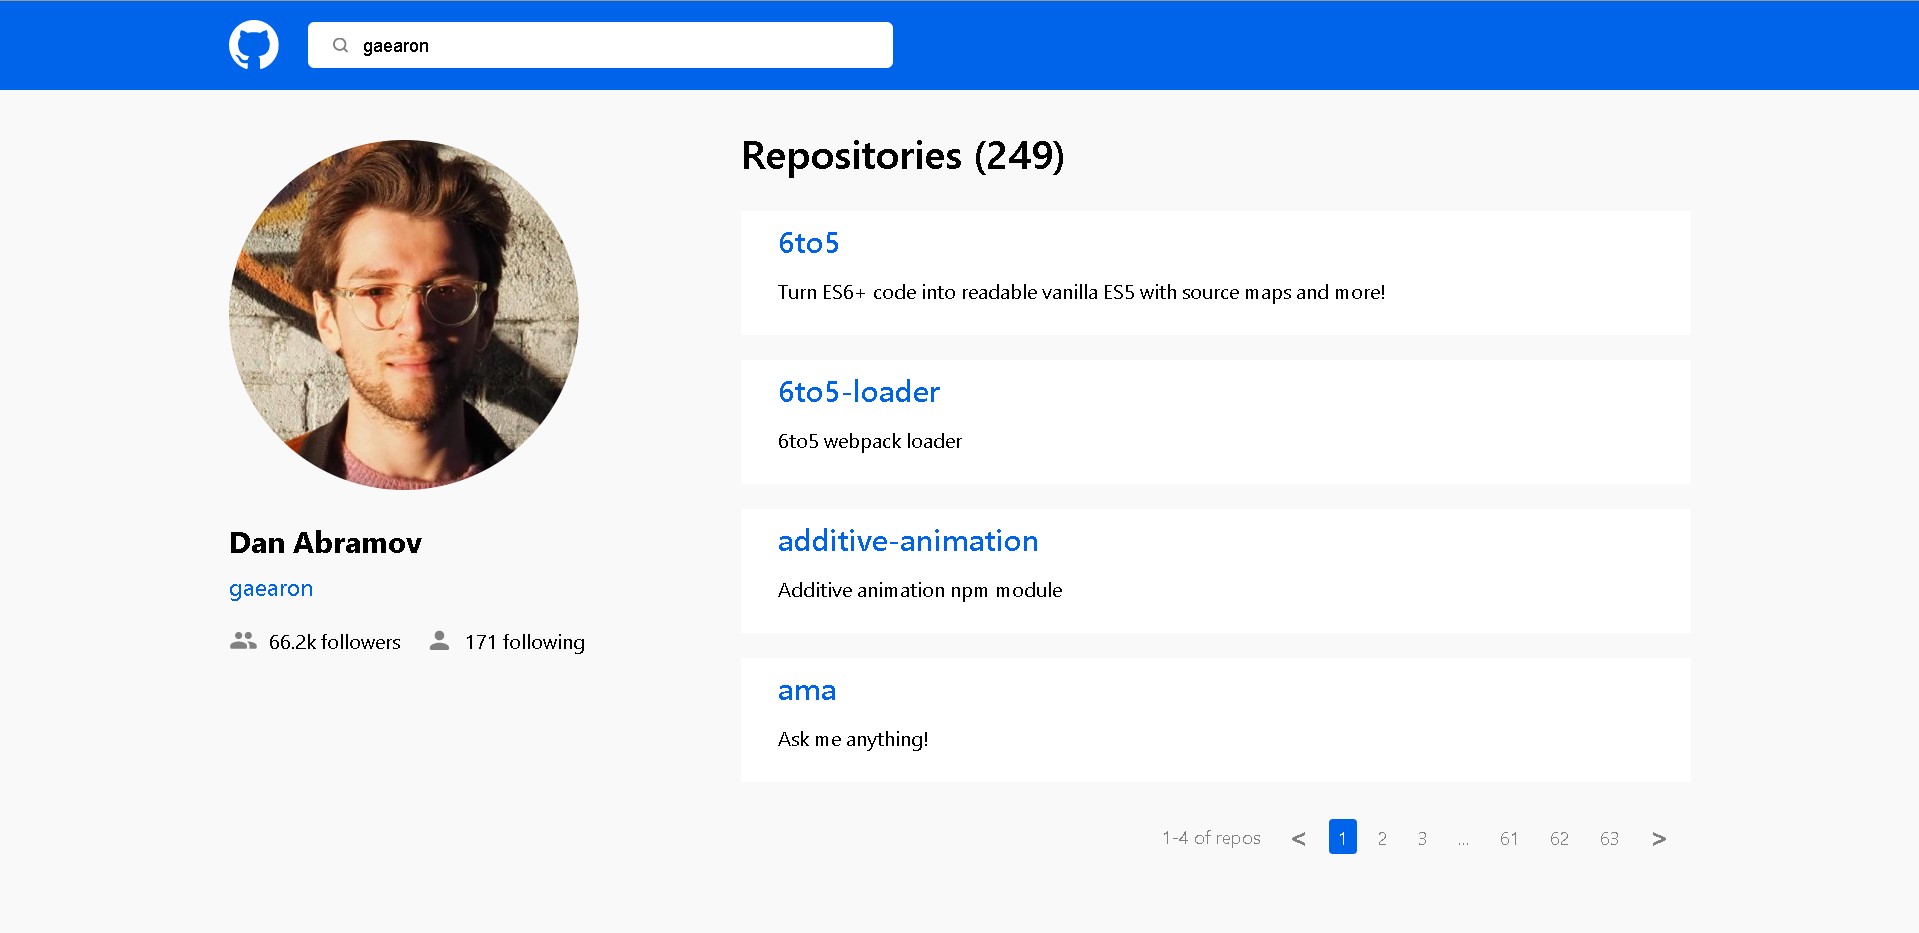 gaearon
Repositories (249)
6to5
Turn ES6+ code into readable vanilla ES5 with source maps and more!
6to5-loader
6to5 webpack loader
additive-animation
Additive animation npm module
ama
Ask me anything!
Dan Abramov
gaearon
66.2k followers 171 following
1-4 of repos < 1 2 3 ... 61 62 63 >